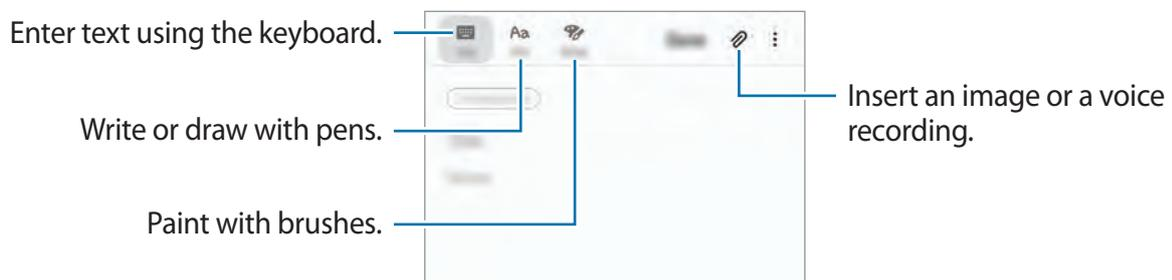 Enter text using the keyboard.
Aa
Write or draw with pens.
Paint with brushes.
Insert an image or a voice
recording.